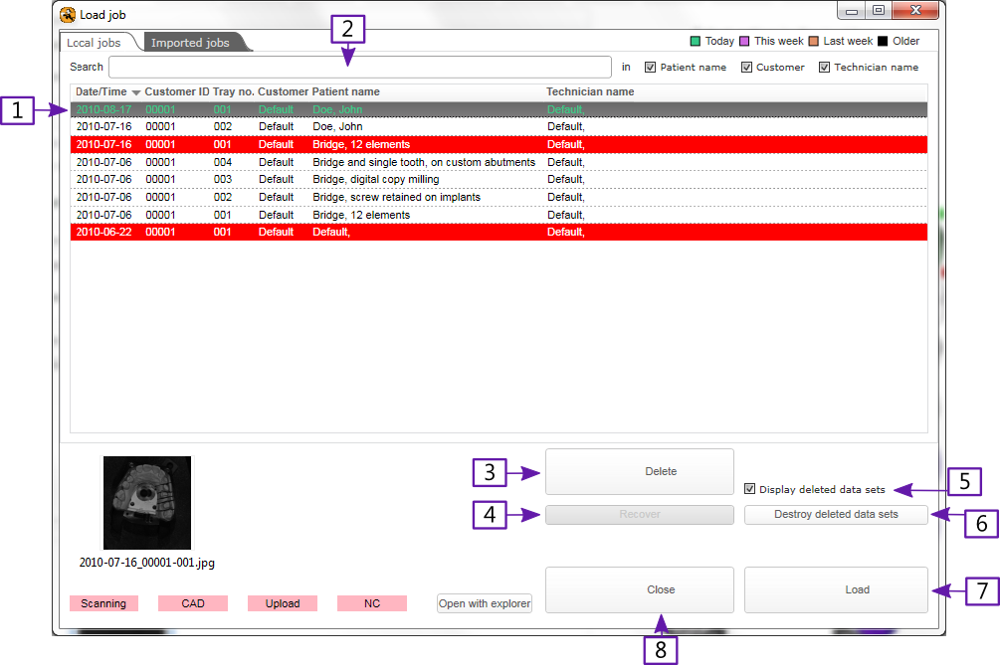 Load job
2
Local jobs Imported jobs Today This week Last week Older
Search in Patient name Customer Technician name
Date/Time Customer ID Tray no. Customer Patient name Technician name
1
2010-08-17 00001 001 Default Doe, John Default,
2010-07-16 00001 002 Default Doe, John Default,
2010-07-16 00001 001 Default Bridge, 12 elements Default,
2010-07-06 00001 004 Default Bridge and single tooth, on custom abutments Default,
2010-07-06 00001 003 Default Bridge, digital copy milling Default,
2010-07-06 00001 002 Default Bridge, screw retained on implants Default,
2010-07-06 00001 001 Default Bridge, 12 elements Default,
2010-06-22 00001 001 Default Default, Default,
3 Delete
Display deleted data sets 5
4 Recover Destroy deleted data sets 6
2010-07-16_00001-001.jpg
Close Load 7
Scanning CAD Upload NC Open with explorer
8